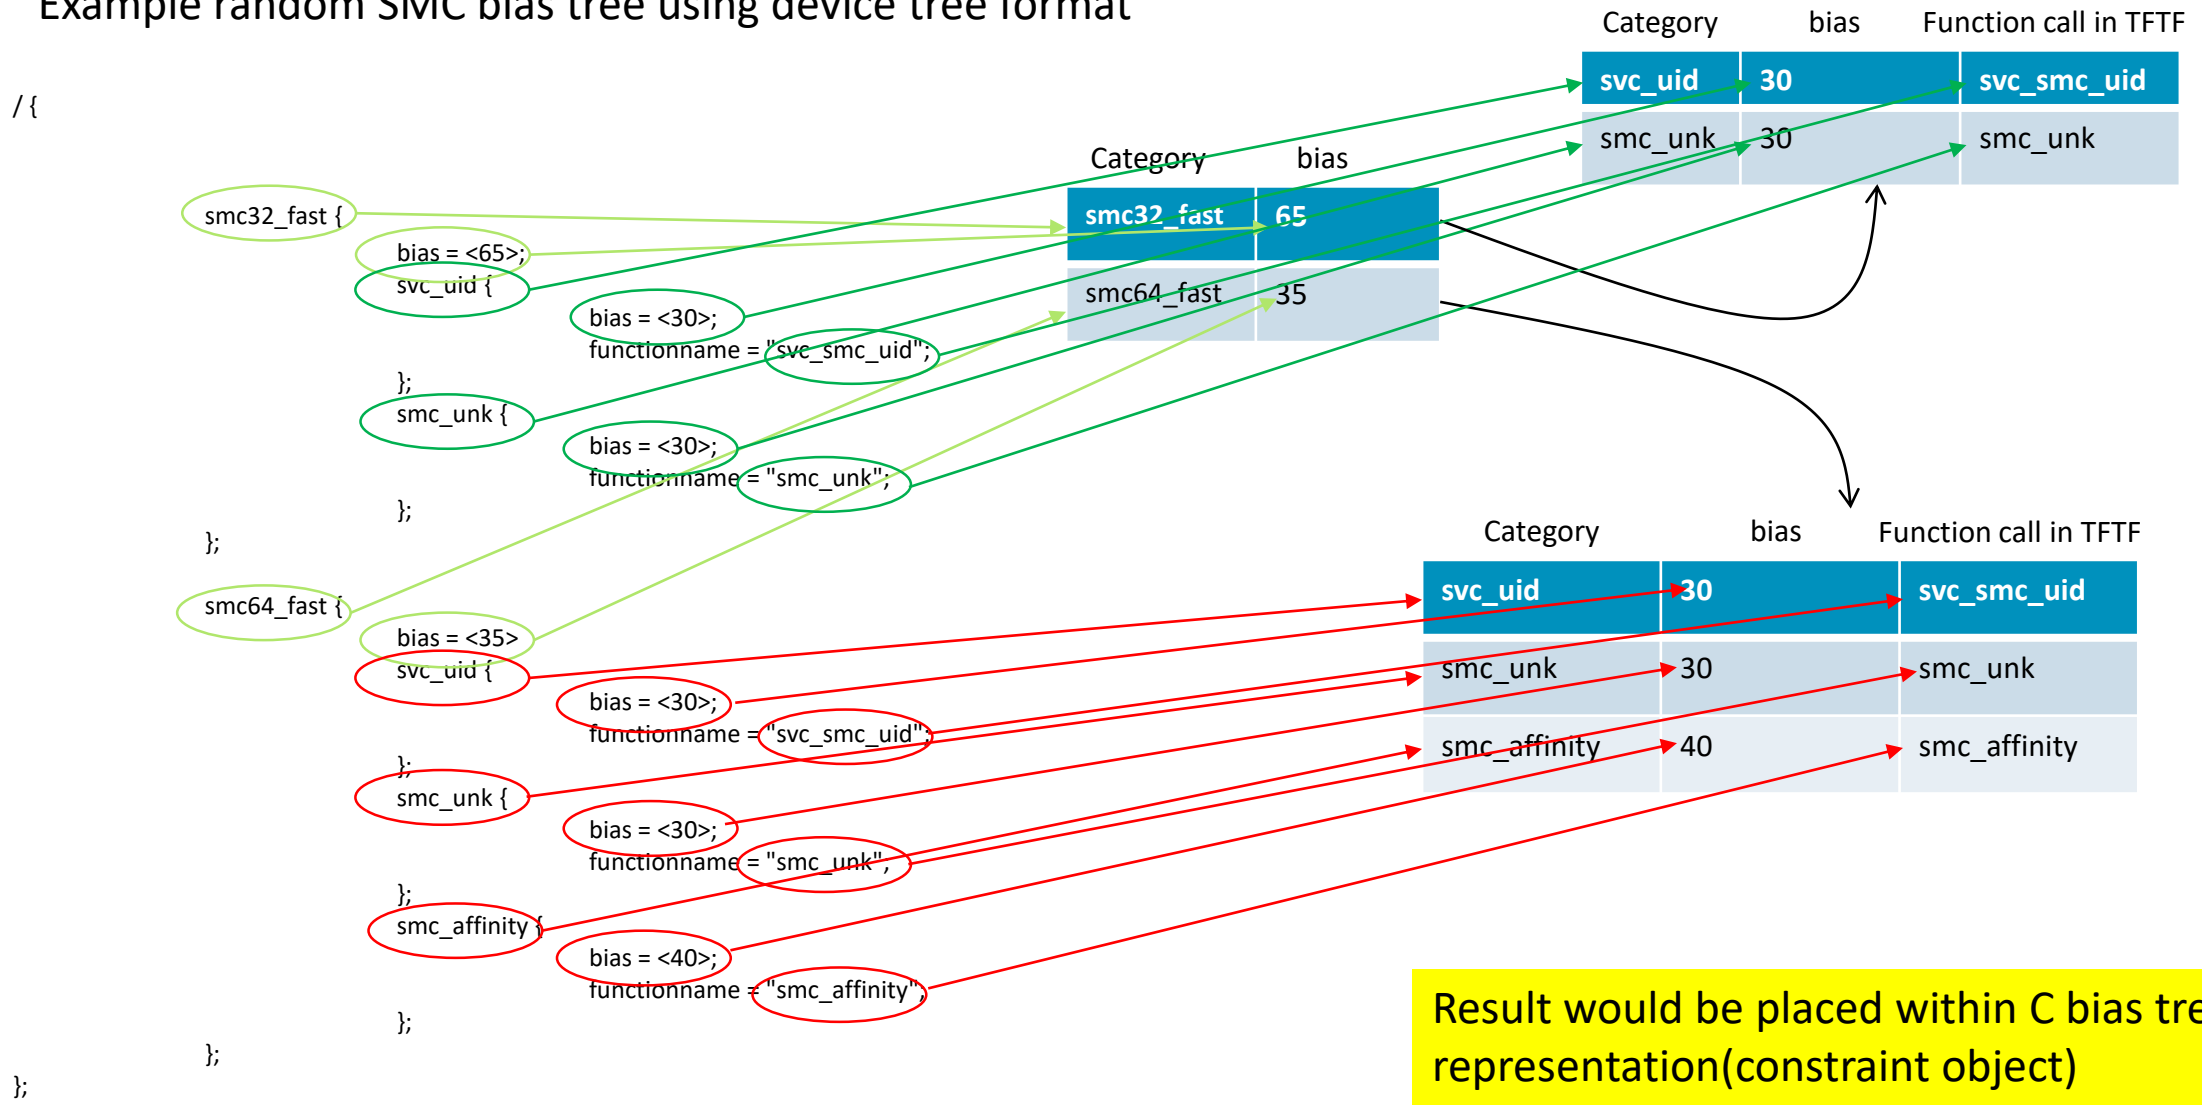 Example random SMC bias tree using device tree format
/ {
smc32_fast {
bias = <65>;
svc_uid {
bias = <30>;
functionname = "svc_smc_uid";
};
smc_unk {
bias = <30>;
functionname = "smc_unk";
};
};
smc64_fast {
bias = <35>
svc_uid {
bias = <30>;
functionname = "svc_smc_uid";
};
smc_unk {
bias = <30>;
functionname = "smc_unk";
};
smc_affinity {
bias = <40>;
functionname = "smc_affinity";
};
};
};
Category bias
smc32_fast 65
smc64_fast 35
Category bias Function call in TFTF
svc_uid 30 svc_smc_uid
smc_unk 30 smc_unk
Category bias Function call in TFTF
svc_uid 30 svc_smc_uid
smc_unk 30 smc_unk
smc_affinity 40 smc_affinity
Result would be placed within C bias tre
representation(constraint object)